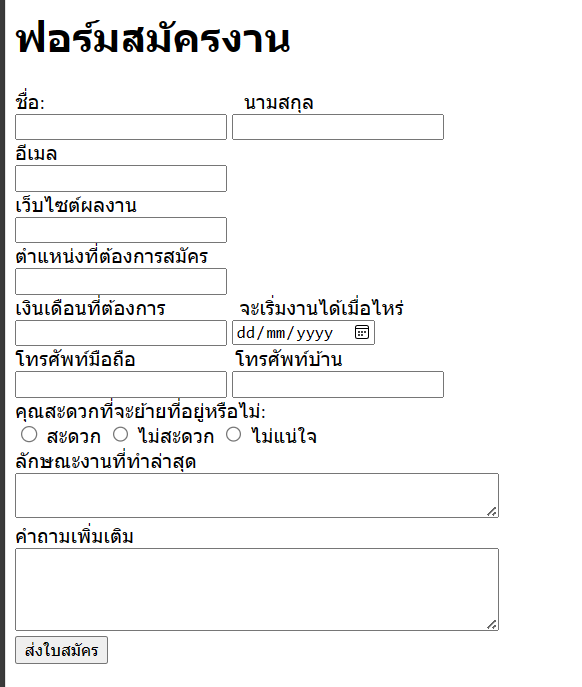 ฟอร์มสมัครงาน
ชื่อ: นามสกุล
อีเมล
เว็บไซต์ผลงาน
ตำแหน่งที่ต้องการสมัคร
เงินเดือนที่ต้องการ จะเริ่มงานได้เมื่อไหร่
dd/mm/yyyy
โทรศัพท์มือถือ โทรศัพท์บ้าน
คุณสะดวกที่จะย้ายที่อยู่หรือไม่:
สะดวก ไม่สะดวก ไม่แน่ใจ
ลักษณะงานที่ทำล่าสุด
คำถามเพิ่มเติม
ส่งใบสมัคร